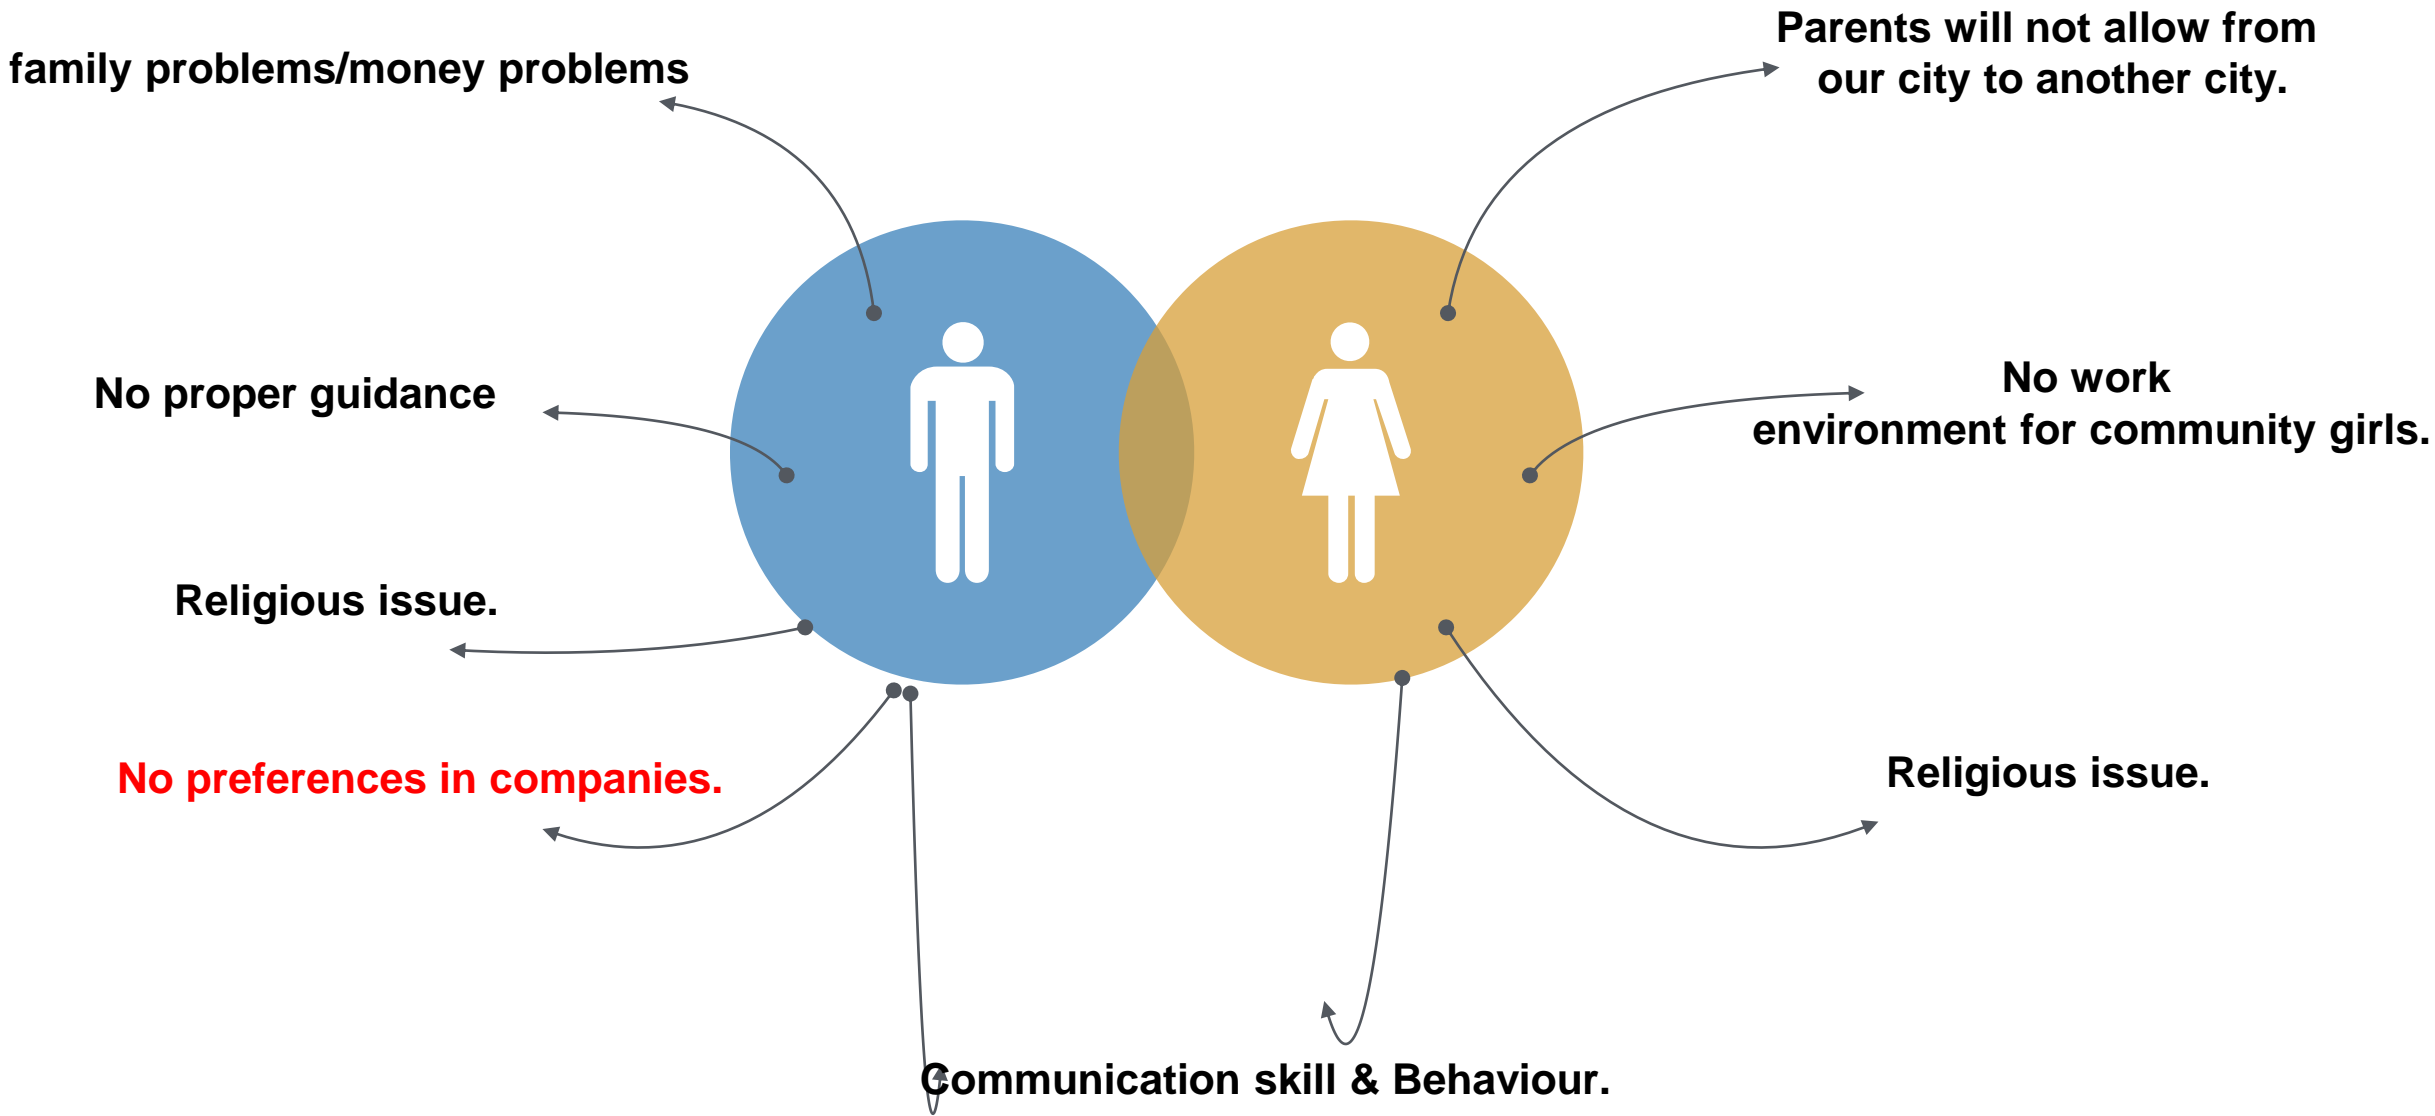 family problems/money problems
Parents will not allow from
our city to another city.
No proper guidance
No work
environment for community girls.
Religious issue.
No preferences in companies.
Religious issue.
Communication skill & Behaviour.